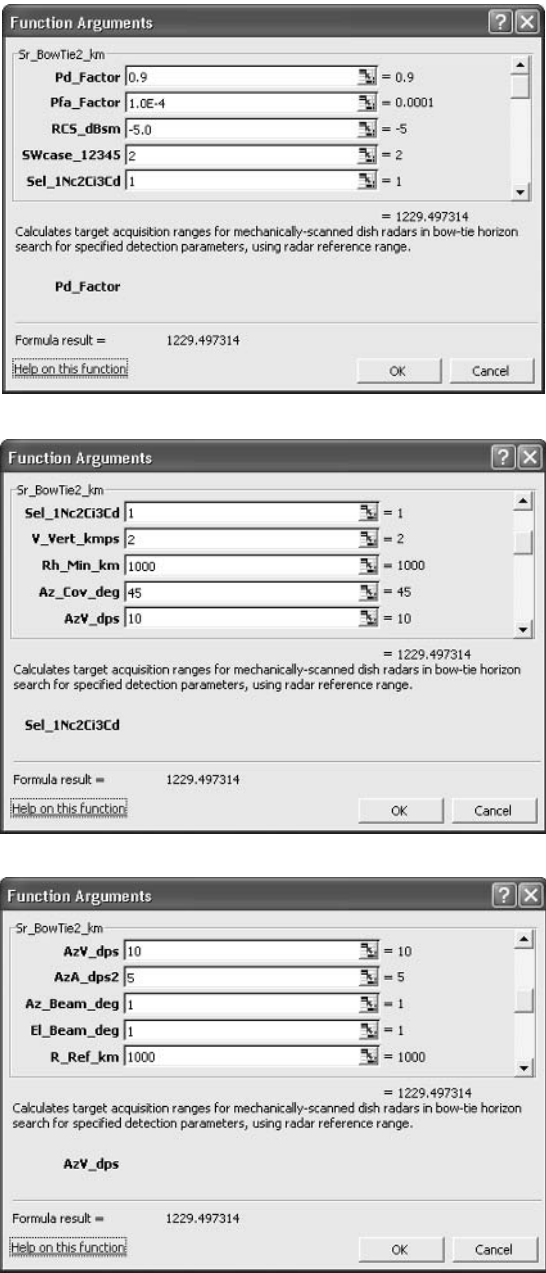 Function Arguments
Sr_BowTie2_km
Pd_Factor 0.9 = 0.9
Pfa_Factor 1.0E-4 = 0.0001
RCS_dBsm -5.0 = -5
SWcase_12345 2 = 2
Sel_1Nc2Ci3Cd 1 = 1
= 1229.497314
Calculates target acquisition ranges for mechanically-scanned dish radars in bow-tie horizon
search for specified detection parameters, using radar reference range.
Pd_Factor
Formula result = 1229.497314
Help on this function OK Cancel
Function Arguments
Sr_BowTie2_km
Sel_1Nc2Ci3Cd 1 = 1
V_Vert_kmps 2 = 2
Rh_Min_km 1000 = 1000
Az_Cov_deg 45 = 45
AzV_dps 10 = 10
= 1229.497314
Calculates target acquisition ranges for mechanically-scanned dish radars in bow-tie horizon
search for specified detection parameters, using radar reference range.
Sel_1Nc2Ci3Cd
Formula result = 1229.497314
Help on this function OK Cancel
Function Arguments
Sr_BowTie2_km
AzV_dps 10 = 10
AzA_dps2 5 = 5
Az_Beam_deg 1 = 1
El_Beam_deg 1 = 1
R_Ref_km 1000 = 1000
= 1229.497314
Calculates target acquisition ranges for mechanically-scanned dish radars in bow-tie horizon
search for specified detection parameters, using radar reference range.
AzV_dps
Formula result = 1229.497314
Help on this function OK Cancel